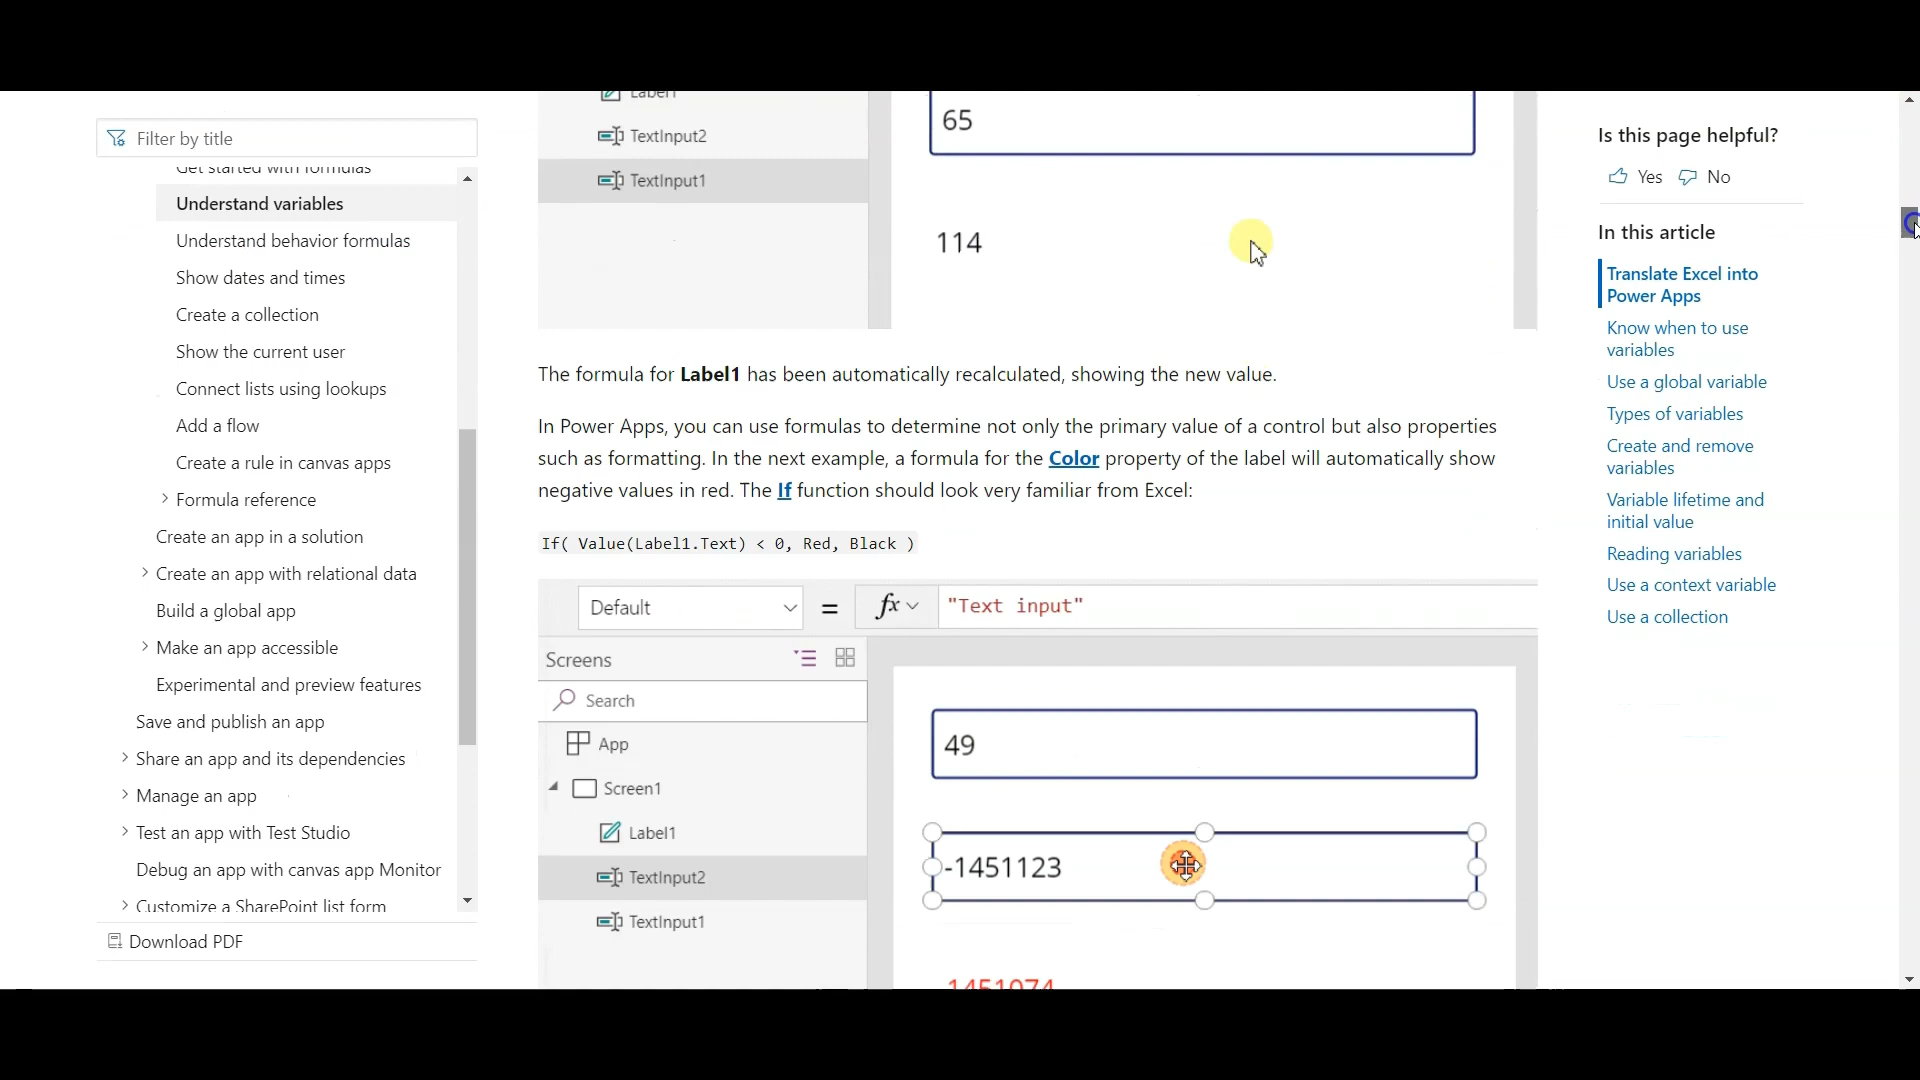 Filter by title
Get started with formulas
Understand variables
Understand behavior formulas
Show dates and times
Create a collection
Show the current user
Connect lists using lookups
Add a flow
Create a rule in canvas apps
Formula reference
Create an app in a solution
Create an app with relational data
Build a global app
Make an app accessible
Experimental and preview features
Save and publish an app
Share an app and its dependencies
Manage an app
Test an app with Test Studio
Debug an app with canvas app Monitor
Customize a SharePoint list form
Download PDF
Label1
TextInput2
TextInput1
65
114
The formula for Label1 has been automatically recalculated, showing the new value.
In Power Apps, you can use formulas to determine not only the primary value of a control but also properties
such as formatting. In the next example, a formula for the Color property of the label will automatically show
negative values in red. The If function should look very familiar from Excel:
If( Value(Label1.Text) < 0, Red, Black )
Default = fx "Text input"
Screens
Search
App
Screen1
Label1
TextInput2
TextInput1
49
-1451123
1451074
Is this page helpful?
Yes No
In this article
Translate Excel into
Power Apps
Know when to use
variables
Use a global variable
Types of variables
Create and remove
variables
Variable lifetime and
initial value
Reading variables
Use a context variable
Use a collection